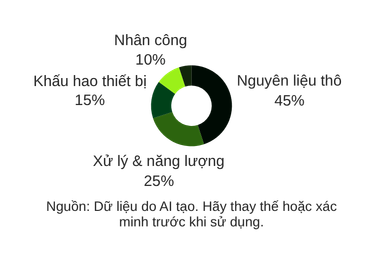 Nhân công
10%
Khấu hao thiết bị
15%
Nguyên liệu thô
45%
Xử lý & năng lượng
25%
Nguồn: Dữ liệu do AI tạo. Hãy thay thế hoặc xác
minh trước khi sử dụng.